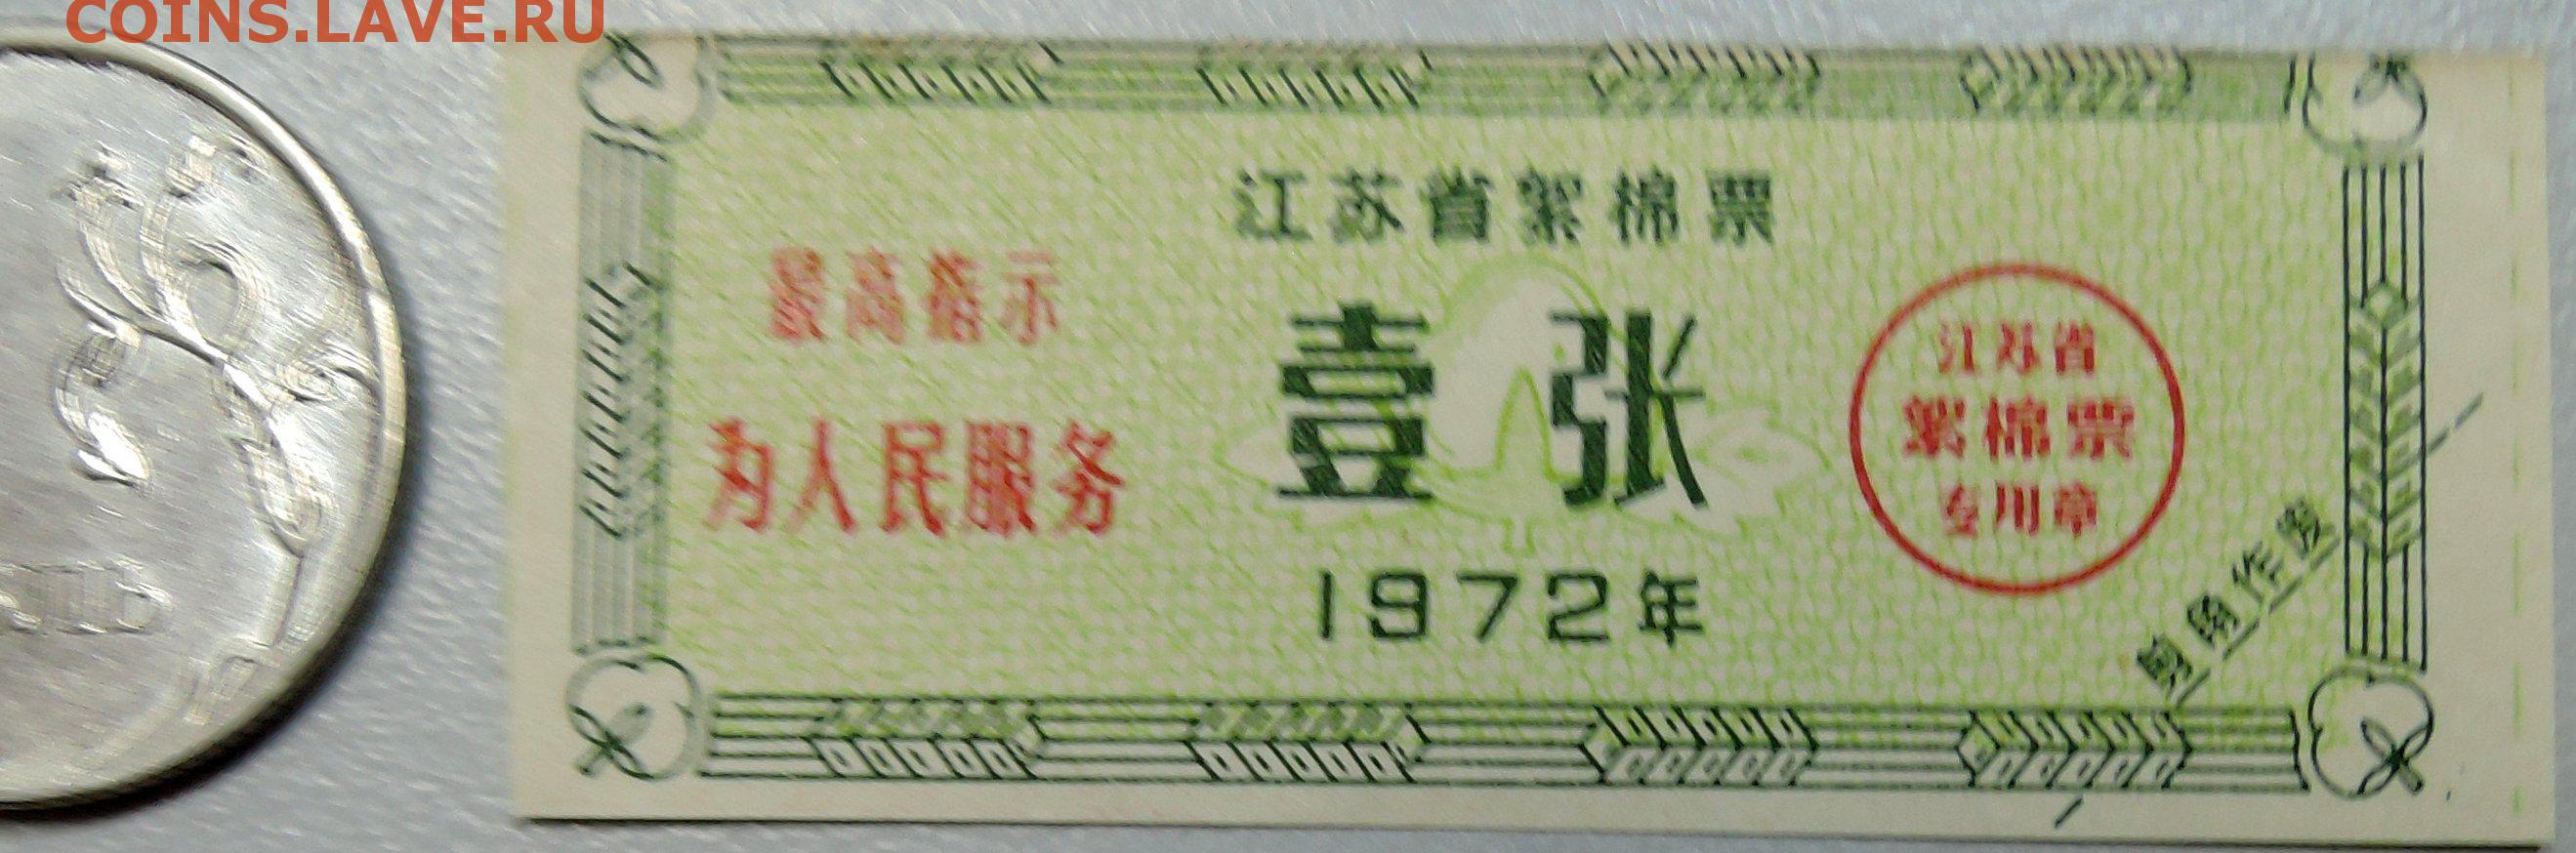 COINS.LAVE.RU
江苏省絮棉票
最高指示
为人民服务
壹张
1972年
江苏省
絮棉票
专用章
剪角作废